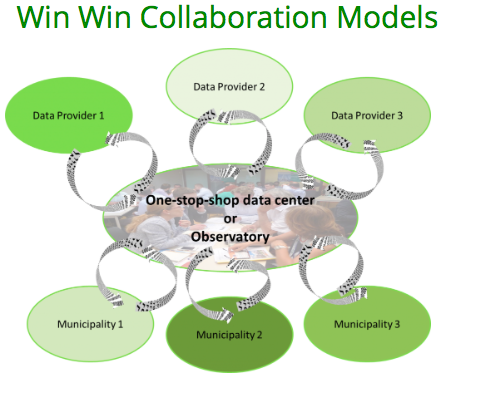 Win Win Collaboration Models
Data Provider 2
Data Provider 1
Data Provider 3
One-stop-shop data center
or
Observatory
Municipality 1
Municipality 2
Municipality 3